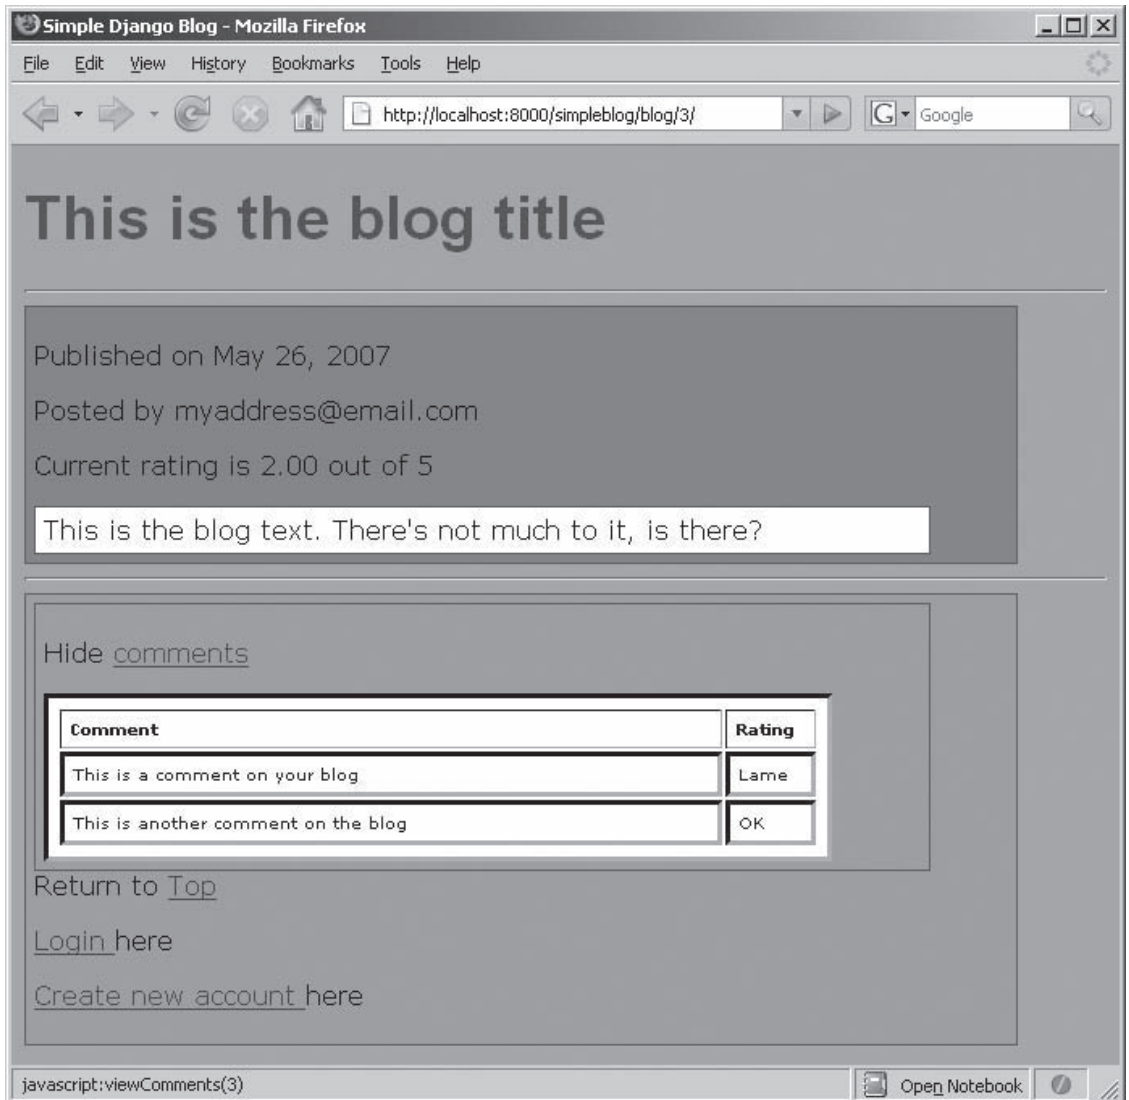 Simple Django Blog - Mozilla Firefox
File Edit View History Bookmarks Tools Help
http://localhost:8000/simpleblog/blog/3/ G Google
This is the blog title
Published on May 26, 2007
Posted by myaddress@email.com
Current rating is 2.00 out of 5
This is the blog text. There's not much to it, is there?
Hide comments
Comment Rating
This is a comment on your blog Lame
This is another comment on the blog OK
Return to Top
Login here
Create new account here
javascript:viewComments(3) Open Notebook